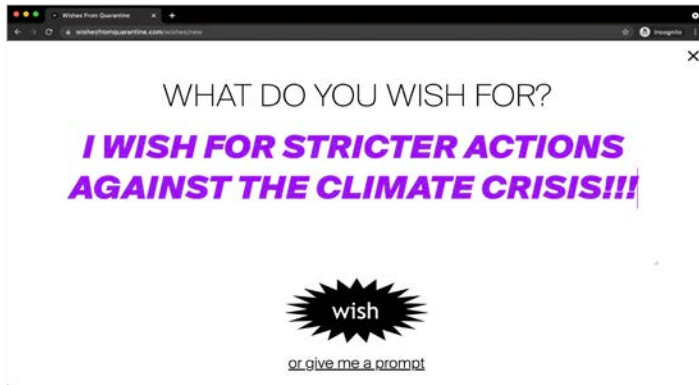 Wishes From Quarantine
wishesfromquarantine.com/wishes/new
Incognito
WHAT DO YOU WISH FOR?
I WISH FOR STRICTER ACTIONS
AGAINST THE CLIMATE CRISIS!!!
wish
or give me a prompt